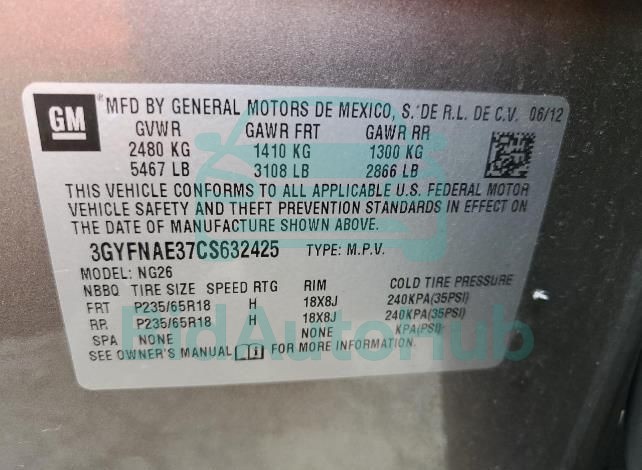 GM
MFD BY GENERAL MOTORS DE MEXICO, S. DE R.L. DE C.V. 06/12
GVWR GAWR FRT GAWR RR
2480 KG 1410 KG 1300 KG
5467 LB 3108 LB 2866 LB
THIS VEHICLE CONFORMS TO ALL APPLICABLE U.S. FEDERAL MOTOR
VEHICLE SAFETY AND THEFT PREVENTION STANDARDS IN EFFECT ON
THE DATE OF MANUFACTURE SHOWN ABOVE.
3GYFNAE37CS632425 TYPE: M.P.V.
MODEL: NG26
NBBQ TIRE SIZE SPEED RTG RIM COLD TIRE PRESSURE
FRT P235/65R18 H 18X8J 240KPA(35PSI)
RR P235/65R18 H 18X8J 240KPA(35PSI)
SPA NONE NONE KPA(PSI)
SEE OWNER'S MANUAL FOR MORE INFORMATION.
BidAutoHub